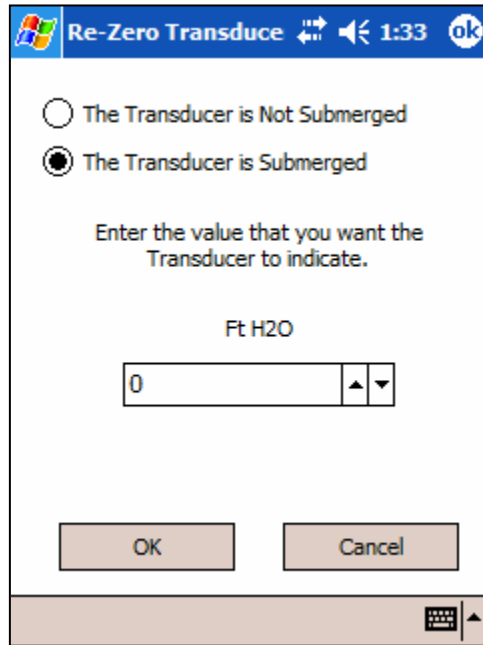 Re-Zero Transduce 1:33 ok
The Transducer is Not Submerged
The Transducer is Submerged
Enter the value that you want the
Transducer to indicate.
Ft H2O
0
OK Cancel